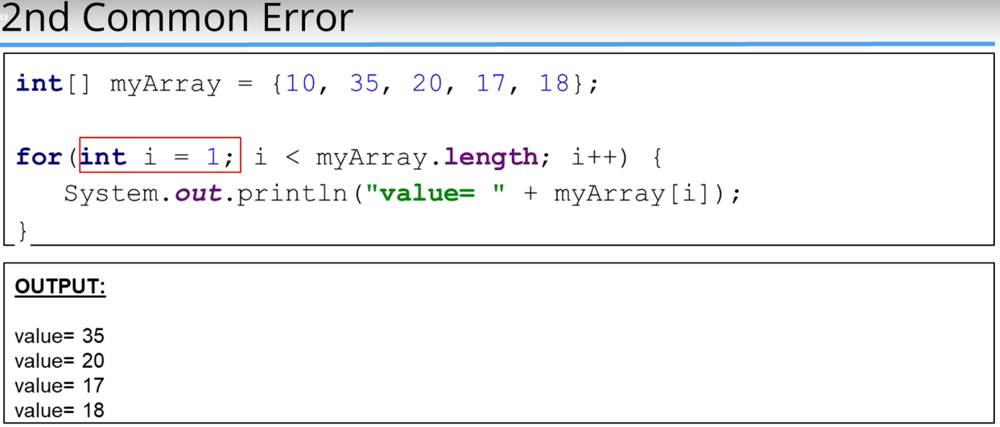 83
2nd Common Error
int[] myArray = {10, 35, 20, 17, 18};
for(int i = 1; i < myArray.length; i++) {
System.out.println("value= " + myArray[i]);
}
OUTPUT:
value= 35
value= 20
value= 17
value= 18